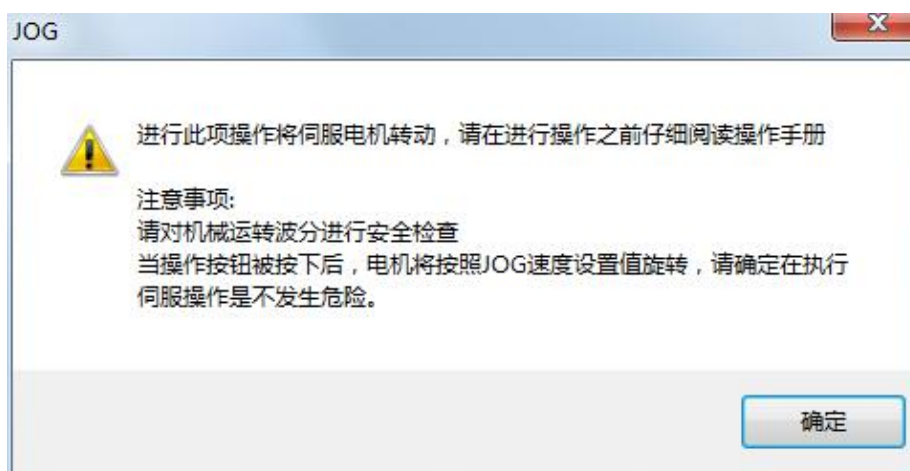 JOG
进行此项操作将伺服电机转动，请在进行操作之前仔细阅读操作手册
注意事项:
请对机械运转波分进行安全检查
当操作按钮被按下后，电机将按照JOG速度设置值旋转，请确定在执行
伺服操作是不发生危险。
确定